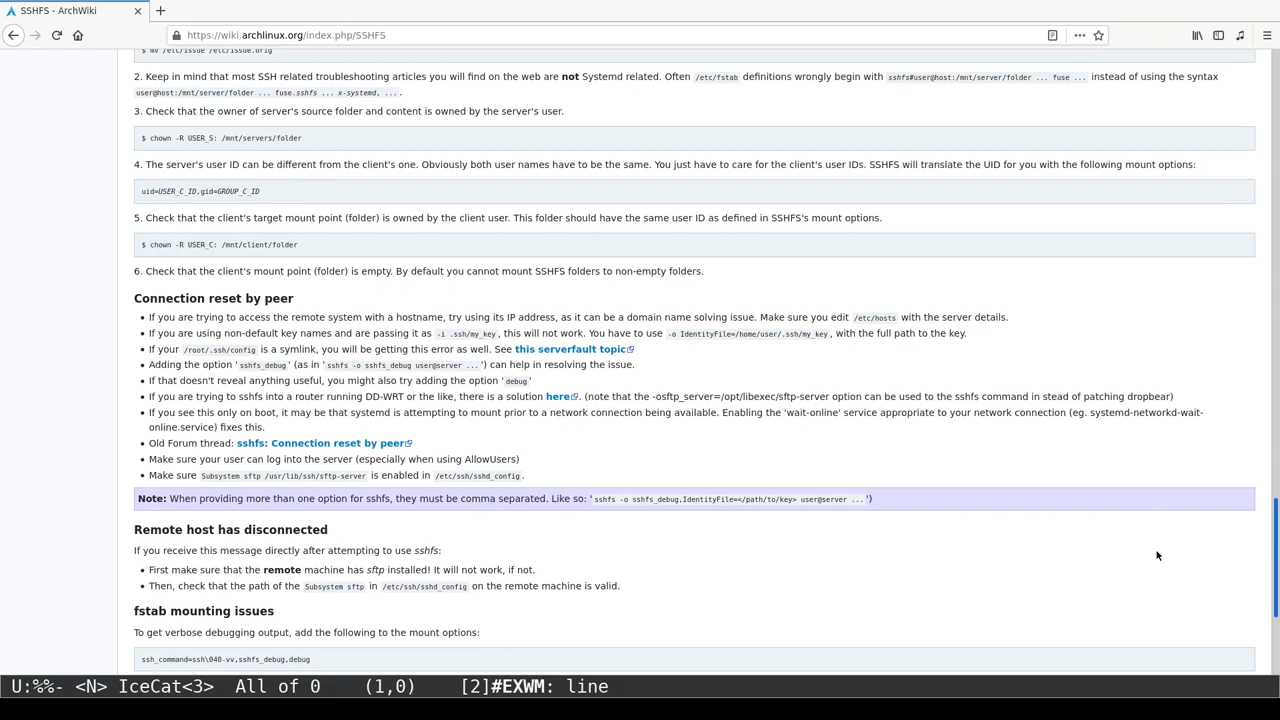 SSHFS - ArchWiki
https://wiki.archlinux.org/index.php/SSHFS
$ mv /etc/issue /etc/issue.orig
2. Keep in mind that most SSH related troubleshooting articles you will find on the web are not Systemd related. Often /etc/fstab definitions wrongly begin with sshfs#user@host:/mnt/server/folder ... fuse ... instead of using the syntax
user@host:/mnt/server/folder ... fuse.sshfs ... x-systemd, ... .
3. Check that the owner of server's source folder and content is owned by the server's user.
$ chown -R USER_S: /mnt/servers/folder
4. The server's user ID can be different from the client's one. Obviously both user names have to be the same. You just have to care for the client's user IDs. SSHFS will translate the UID for you with the following mount options:
uid=USER_C_ID,gid=GROUP_C_ID
5. Check that the client's target mount point (folder) is owned by the client user. This folder should have the same user ID as defined in SSHFS's mount options.
$ chown -R USER_C: /mnt/client/folder
6. Check that the client's mount point (folder) is empty. By default you cannot mount SSHFS folders to non-empty folders.
Connection reset by peer
• If you are trying to access the remote system with a hostname, try using its IP address, as it can be a domain name solving issue. Make sure you edit /etc/hosts with the server details.
• If you are using non-default key names and are passing it as -i .ssh/my_key, this will not work. You have to use -o IdentityFile=/home/user/.ssh/my_key, with the full path to the key.
• If your /root/.ssh/config is a symlink, you will be getting this error as well. See this serverfault topic
• Adding the option 'sshfs_debug' (as in 'sshfs -o sshfs_debug user@server ...') can help in resolving the issue.
• If that doesn't reveal anything useful, you might also try adding the option 'debug'
• If you are trying to sshfs into a router running DD-WRT or the like, there is a solution here. (note that the -osftp_server=/opt/libexec/sftp-server option can be used to the sshfs command in stead of patching dropbear)
• If you see this only on boot, it may be that systemd is attempting to mount prior to a network connection being available. Enabling the 'wait-online' service appropriate to your network connection (eg. systemd-networkd-wait-
online.service) fixes this.
• Old Forum thread: sshfs: Connection reset by peer
• Make sure your user can log into the server (especially when using AllowUsers)
• Make sure Subsystem sftp /usr/lib/ssh/sftp-server is enabled in /etc/ssh/sshd_config.
Note: When providing more than one option for sshfs, they must be comma separated. Like so: 'sshfs -o sshfs_debug,IdentityFile=</path/to/key> user@server ...')
Remote host has disconnected
If you receive this message directly after attempting to use sshfs:
• First make sure that the remote machine has sftp installed! It will not work, if not.
• Then, check that the path of the Subsystem sftp in /etc/ssh/sshd_config on the remote machine is valid.
fstab mounting issues
To get verbose debugging output, add the following to the mount options:
ssh_command=ssh\040-vv,sshfs_debug,debug
U:%%- <N> IceCat<3> All of 0 (1,0) [2]#EXWM: line